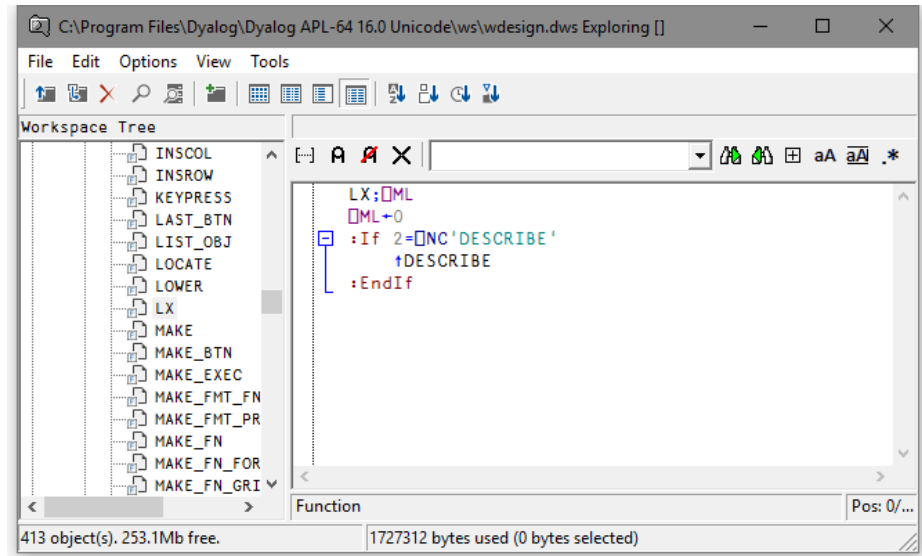 C:\Program Files\Dyalog\Dyalog APL-64 16.0 Unicode\ws\wdesign.dws Exploring []
File Edit Options View Tools
Workspace Tree
INSCOL
INSROW
KEYPRESS
LAST_BTN
LIST_OBJ
LOCATE
LOWER
LX
MAKE
MAKE_BTN
MAKE_EXEC
MAKE_FMT_FN
MAKE_FMT_PR
MAKE_FN
MAKE_FN_FOR
MAKE_FN_GRI
aA aA .*
LX;⎕ML
⎕ML←0
:If 2=⎕NC'DESCRIBE'
↑DESCRIBE
:EndIf
Function Pos: 0/...
413 object(s). 253.1Mb free. 1727312 bytes used (0 bytes selected)